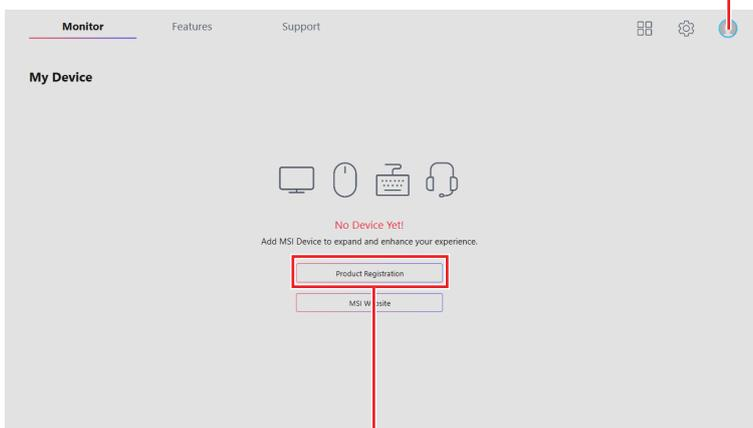 Monitor Features Support
My Device
No Device Yet!
Add MSI Device to expand and enhance your experience.
Product Registration
MSI